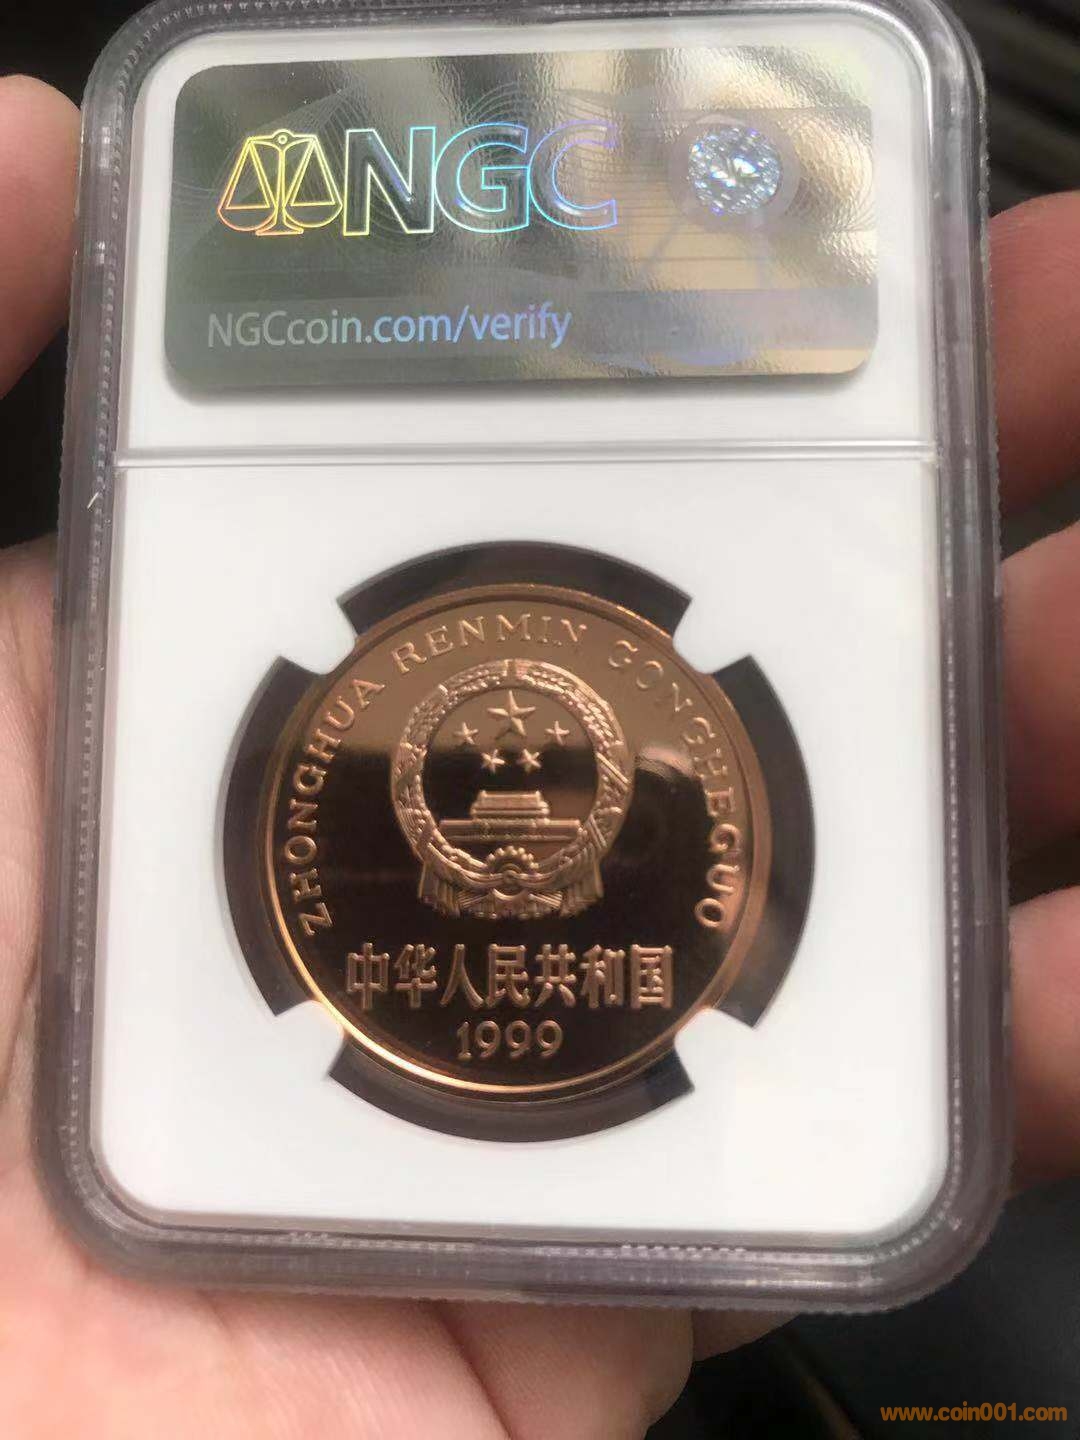 NGC
NGCcoin.com/verify
ZHONGHUA RENMIN GONGHEGUO
中华人民共和国
1999
www.coin001.com